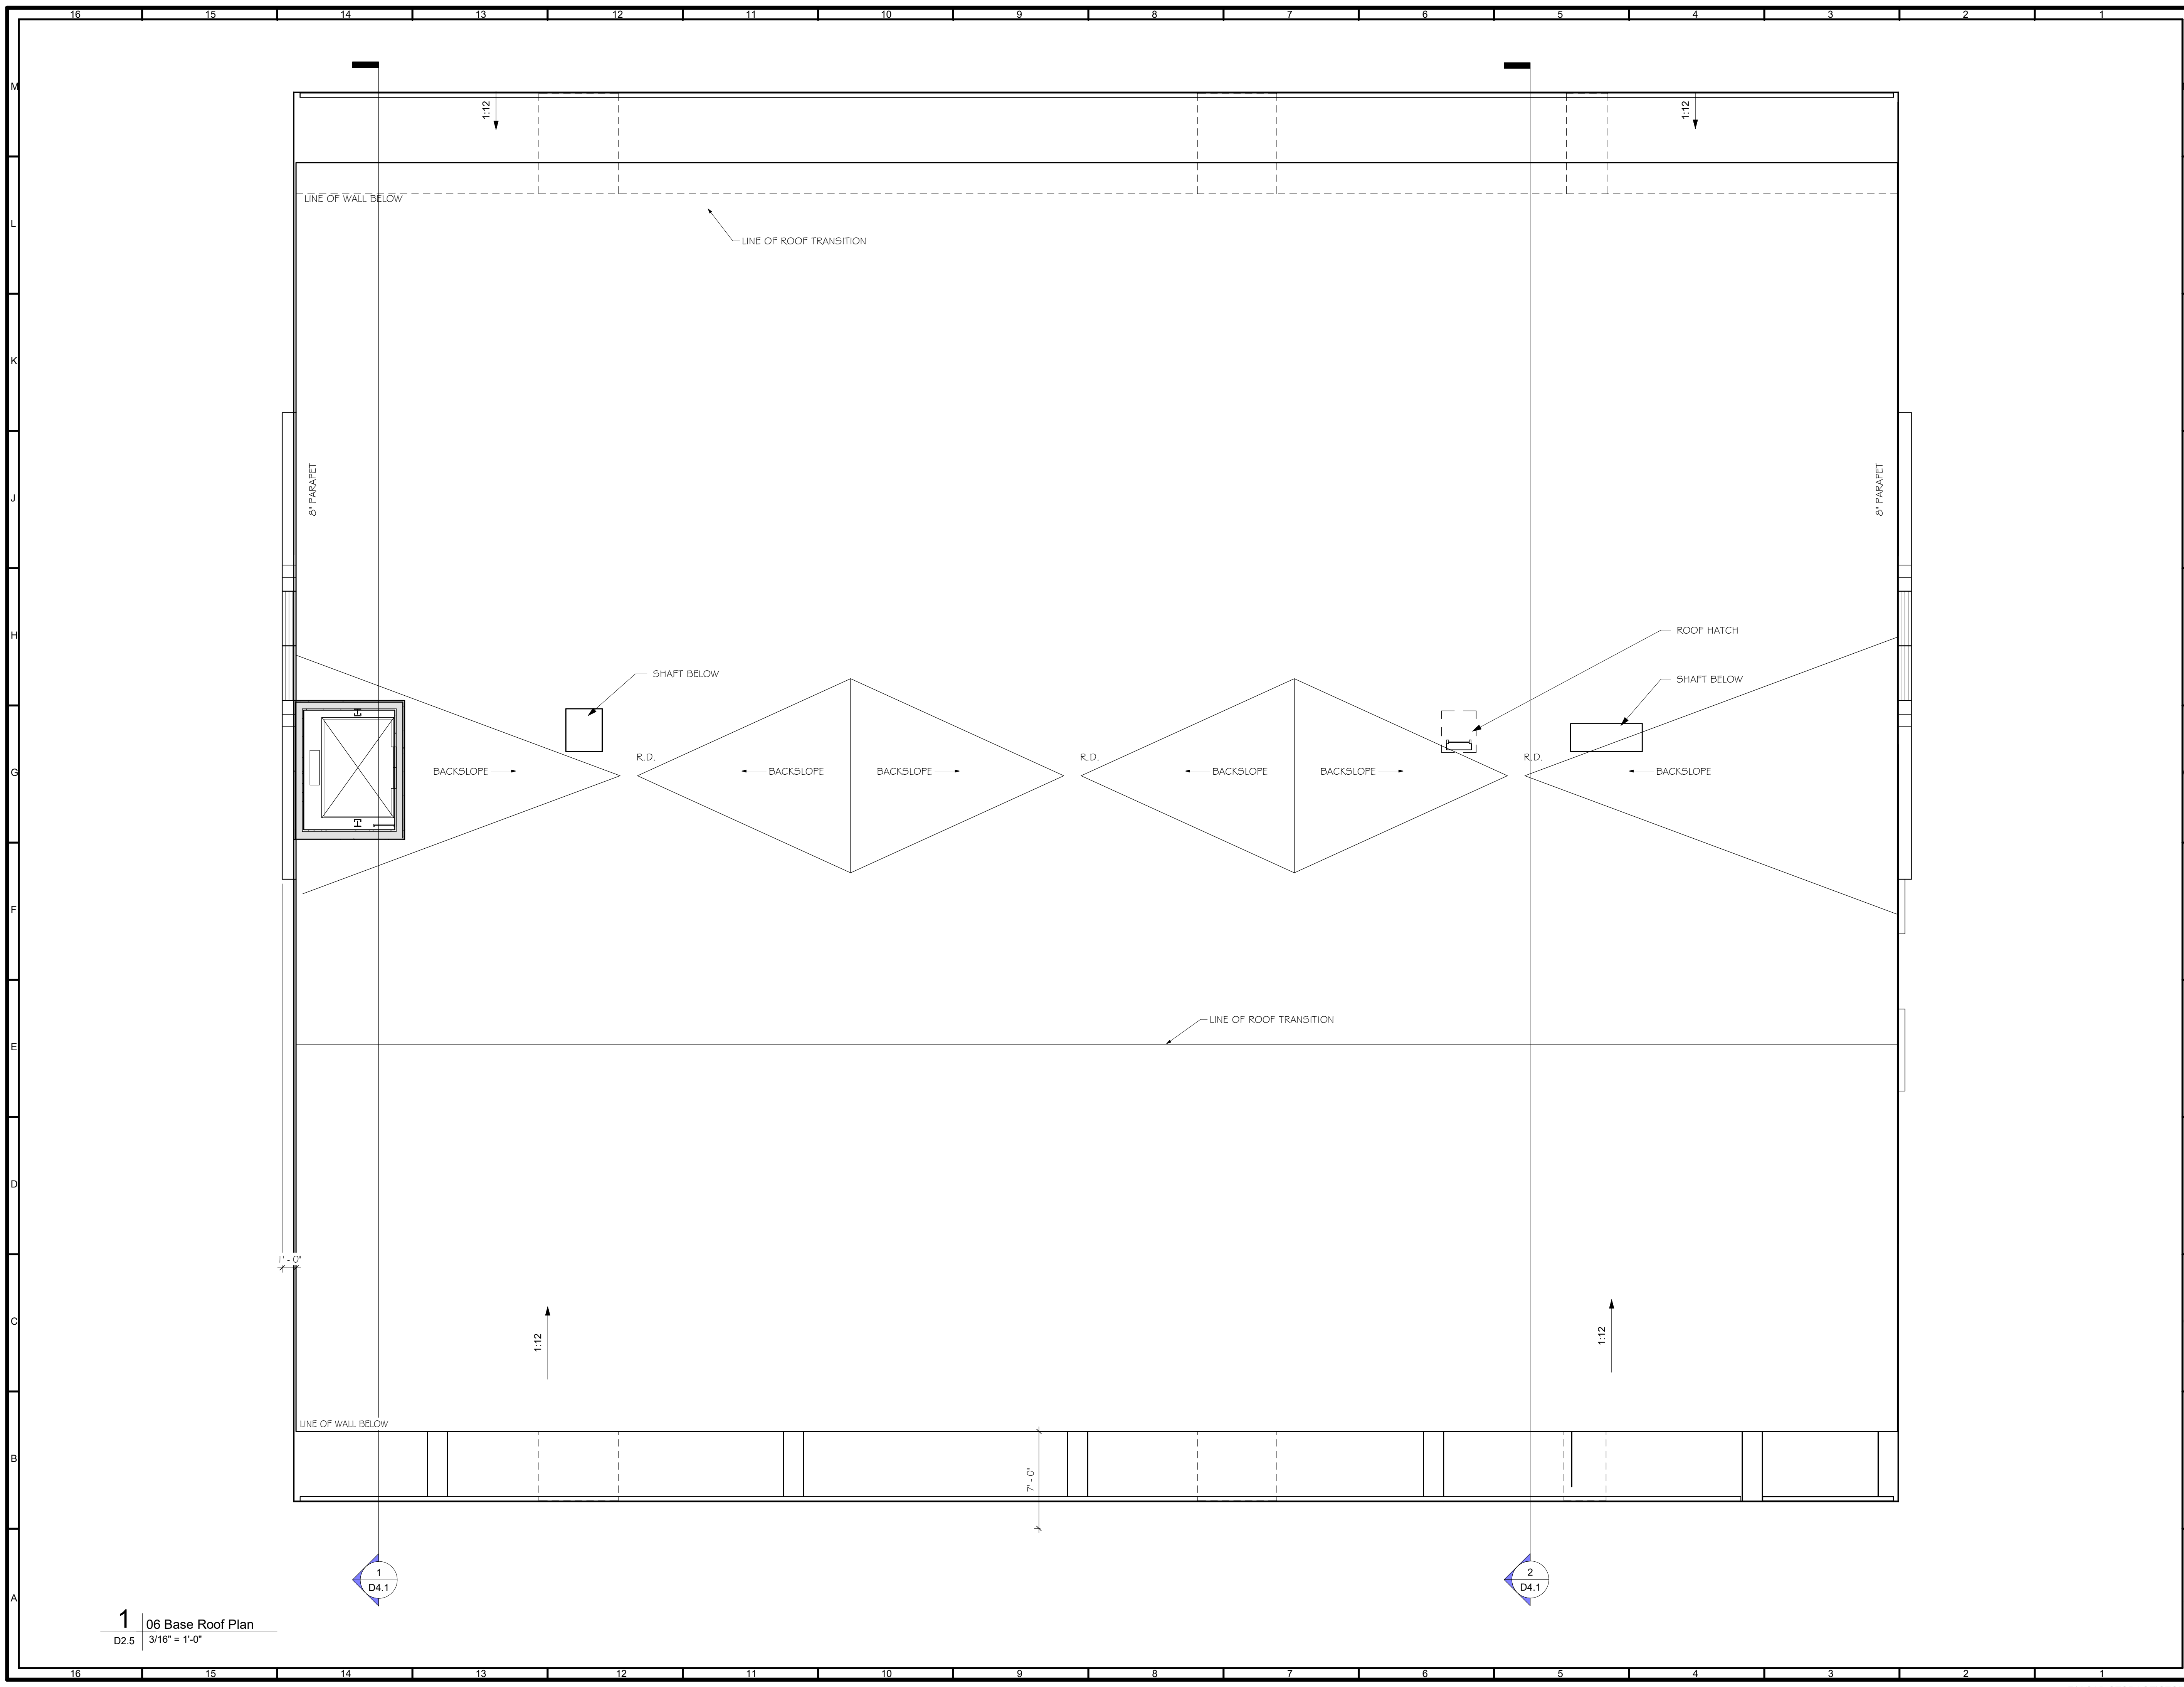 16 15 14 13 12 11 10 9 8 7 6 5 4 3 2 1
M
1:12
1:12
LINE OF WALL BELOW
L
LINE OF ROOF TRANSITION
K
8" PARAPET
8" PARAPET
J
ROOF HATCH
H
SHAFT BELOW
SHAFT BELOW
R.D.
R.D.
R.D.
G
BACKSLOPE
BACKSLOPE
BACKSLOPE
BACKSLOPE
BACKSLOPE
BACKSLOPE
F
LINE OF ROOF TRANSITION
E
D
1' - 0"
C
1:12
1:12
LINE OF WALL BELOW
B
7' - 0"
1
D4.1
2
D4.1
A
1
06 Base Roof Plan
D2.5
3/16" = 1'-0"
16 15 14 13 12 11 10 9 8 7 6 5 4 3 2 1